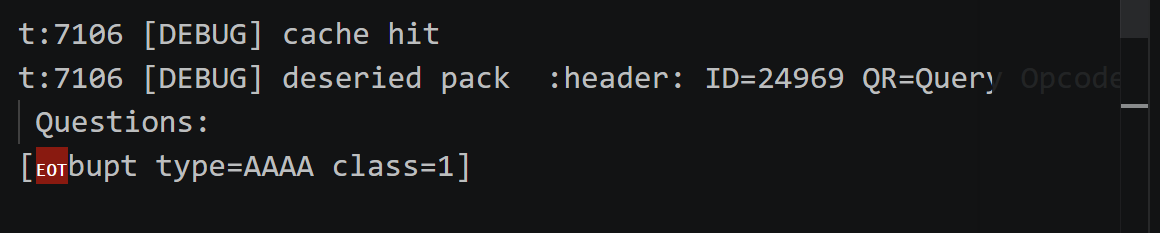 t:7106 [DEBUG] cache hit
t:7106 [DEBUG] deseried pack  :header: ID=24969 QR=Query Opcode
Questions:
[EOTbupt type=AAAA class=1]